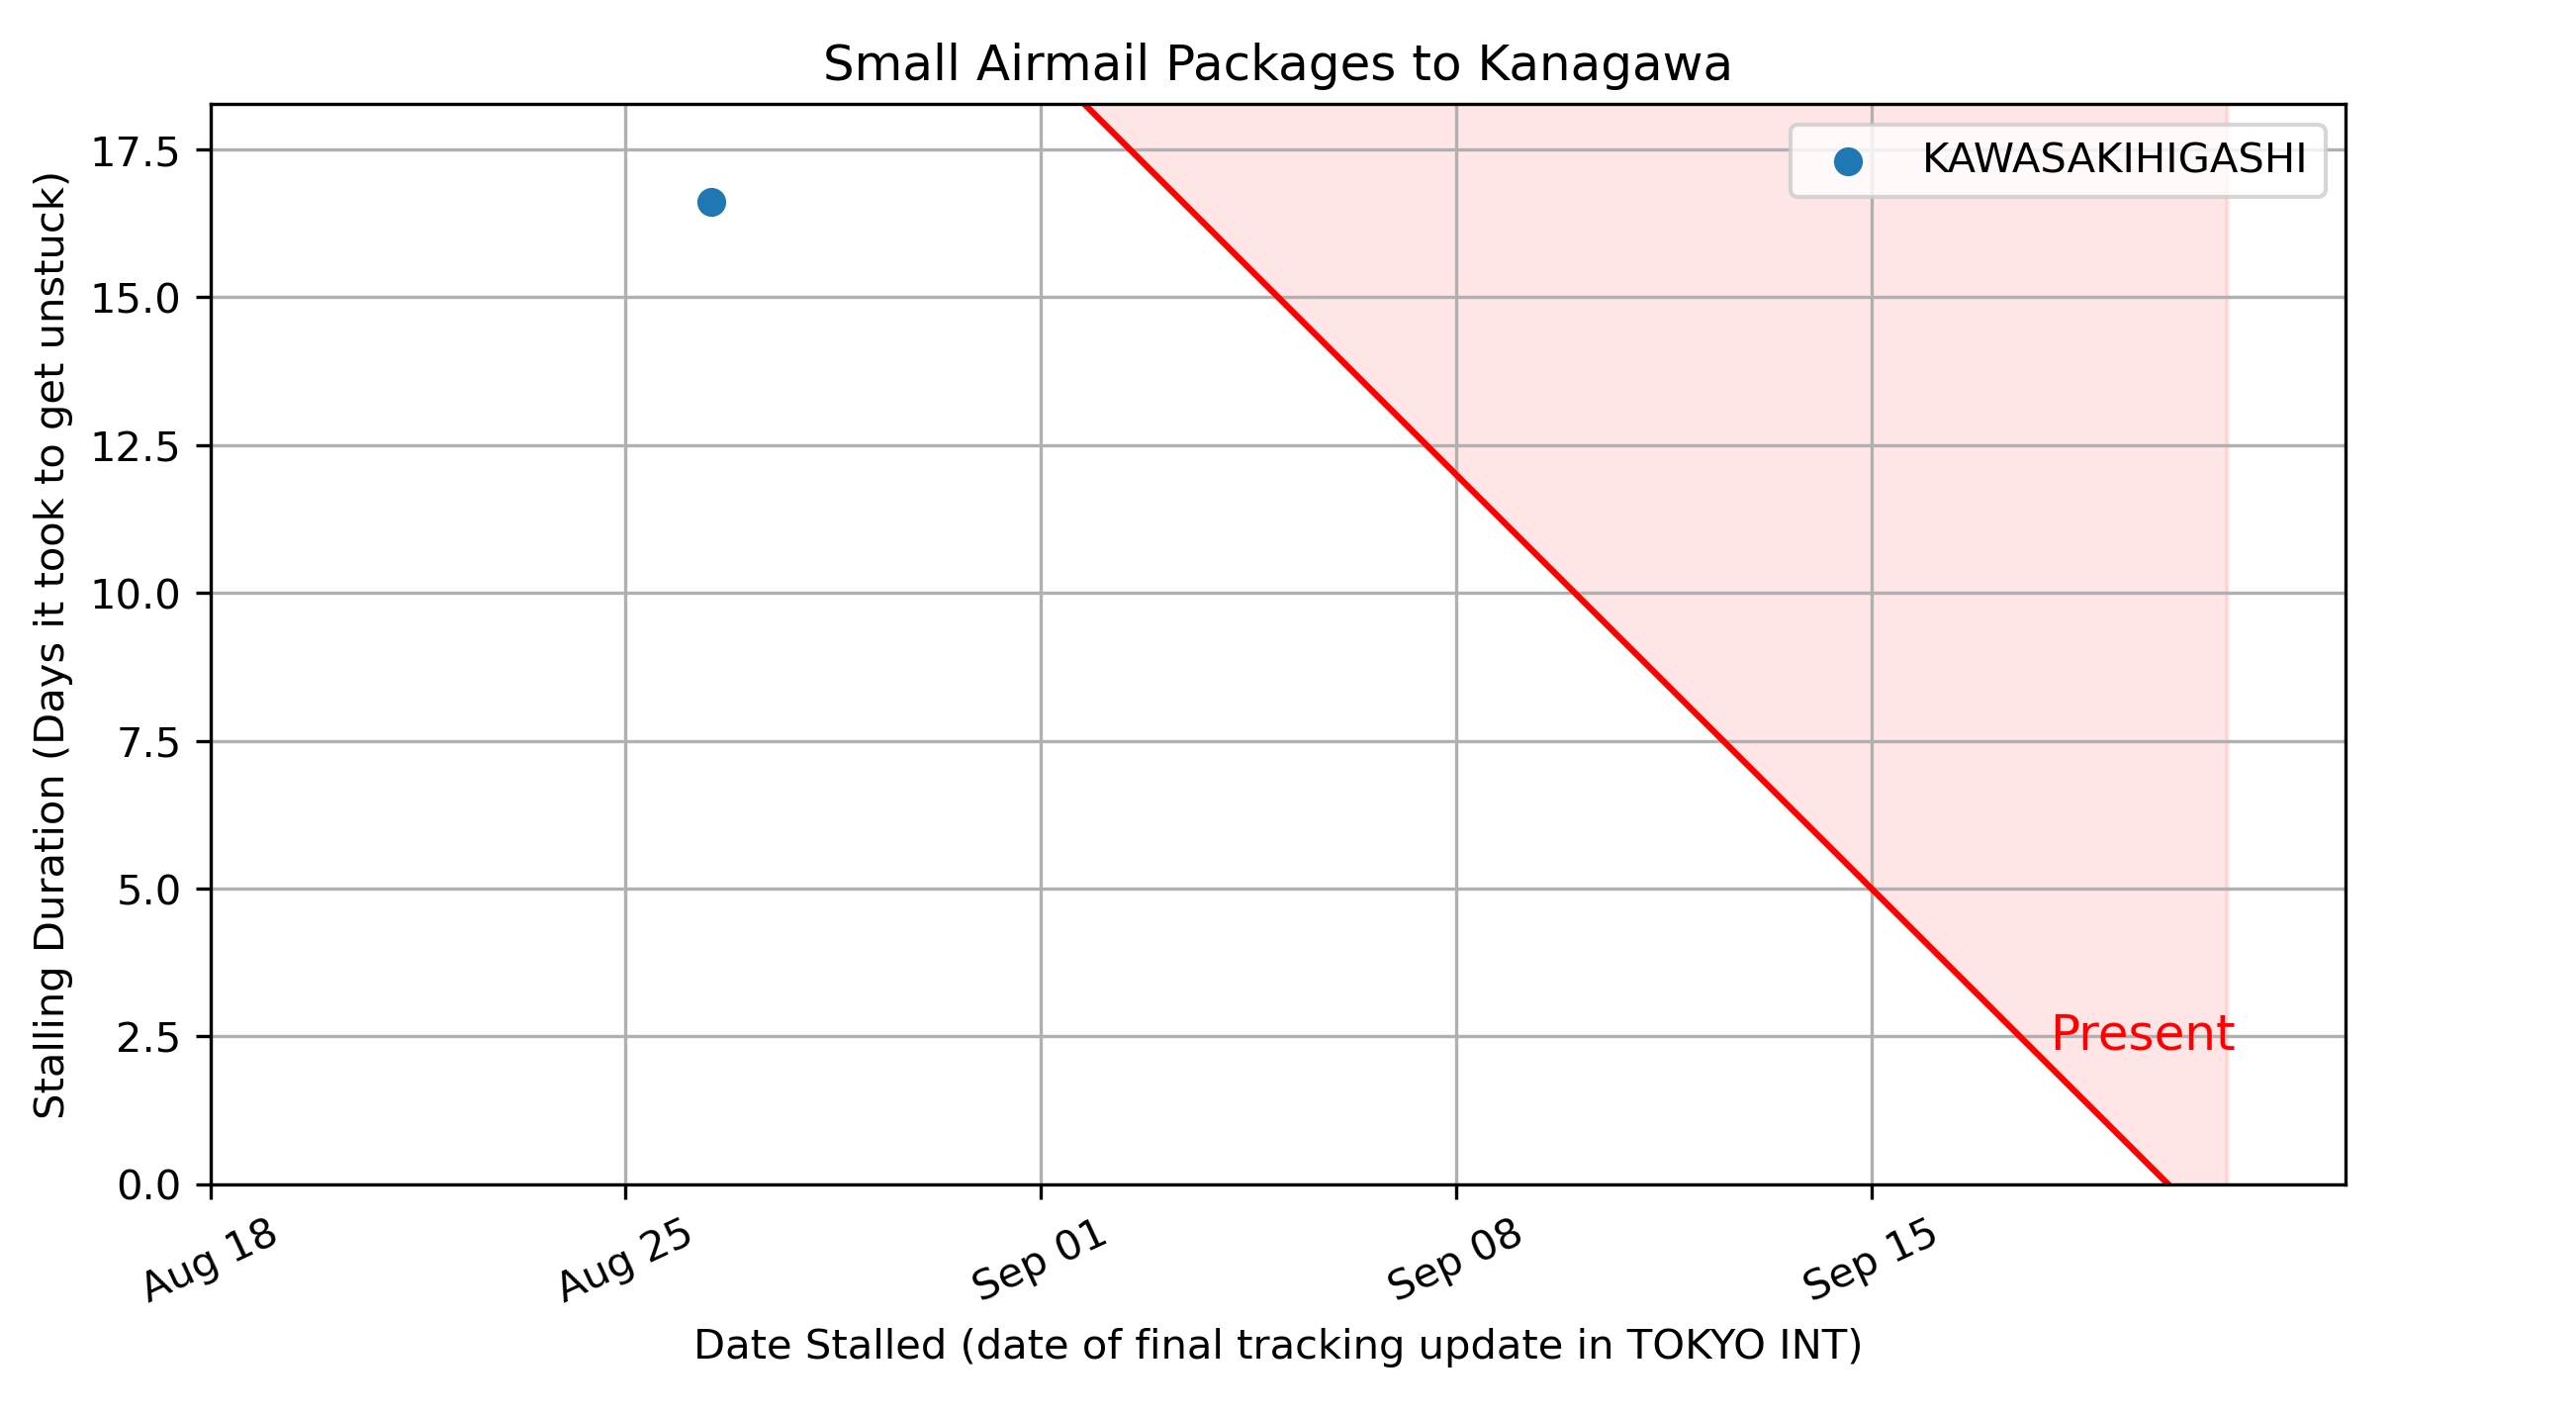 Small Airmail Packages to Kanagawa
KAWASAKIHIGASHI
Stalling Duration (Days it took to get unstuck)
17.5
15.0
12.5
10.0
7.5
5.0
2.5
0.0
Present
Aug 18
Aug 25
Sep 01
Sep 08
Sep 15
Date Stalled (date of final tracking update in TOKYO INT)